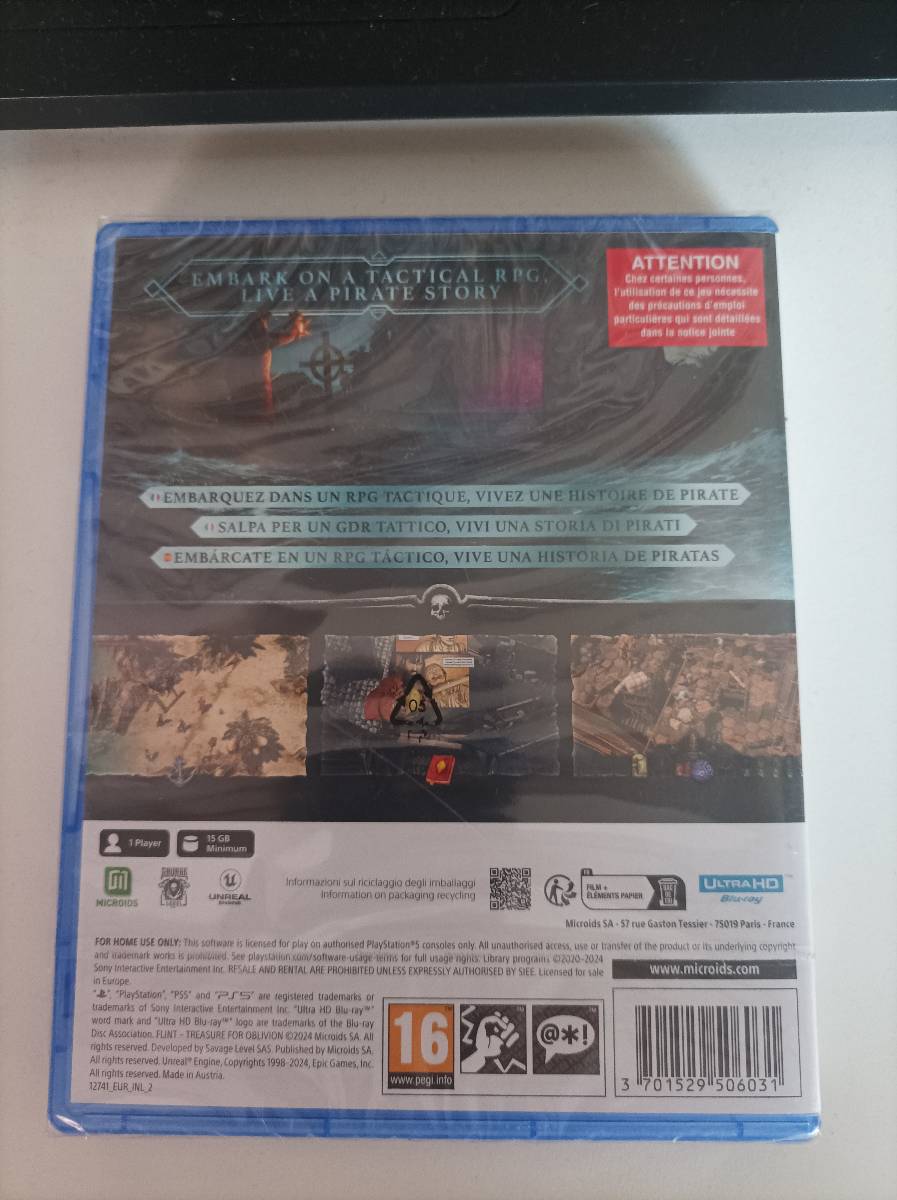 EMBARK ON A TACTICAL RPG,
LIVE A PIRATE STORY
ATTENTION
Chez certaines personnes,
l'utilisation de ce jeu nécessite
des précautions d'emploi
particulières qui sont détaillées
dans la notice jointe
EMBARQUEZ DANS UN RPG TACTIQUE, VIVEZ UNE HISTOIRE DE PIRATE
SALPA PER UN GDR TATTICO, VIVI UNA STORIA DI PIRATI
EMBÁRCATE EN UN RPG TÁCTICO, VIVE UNA HISTORIA DE PIRATAS
05
1 Player
15 GB
Minimum
MICROIDS
SAVAGE
LEVEL
UNREAL
ENGINE
Informazioni sul riciclaggio degli imballaggi
Information on packaging recycling
FR
FILM +
ÉLÉMENTS PAPIER
BAC
DE
TRI
ULTRA HD
Blu-ray™
Microids SA - 57 rue Gaston Tessier - 75019 Paris - France
FOR HOME USE ONLY: This software is licensed for play on authorised PlayStation®5 consoles only. All unauthorised access, use or transfer of the product or its underlying copyright
and trademark works is prohibited. See playstation.com/software-usage-terms for full usage rights. Library programs ©2020-2024
Sony Interactive Entertainment Inc. RESALE AND RENTAL ARE PROHIBITED UNLESS EXPRESSLY AUTHORISED BY SIEE. Licensed for sale
in Europe.
www.microids.com
"PlayStation", "PS5" and "PS5" are registered trademarks or
trademarks of Sony Interactive Entertainment Inc. "Ultra HD Blu-ray™"
word mark and "Ultra HD Blu-ray™" logo are trademarks of the Blu-ray
Disc Association. FLINT - TREASURE FOR OBLIVION ©2024 Microids SA. All
rights reserved. Developed by Savage Level SAS. Published by Microids SA.
All rights reserved. Unreal® Engine, Copyrights 1998-2024, Epic Games, Inc.
All rights reserved. Made in Austria.
12741_EUR_INL_2
16
www.pegi.info
@*!
3 701529 506031